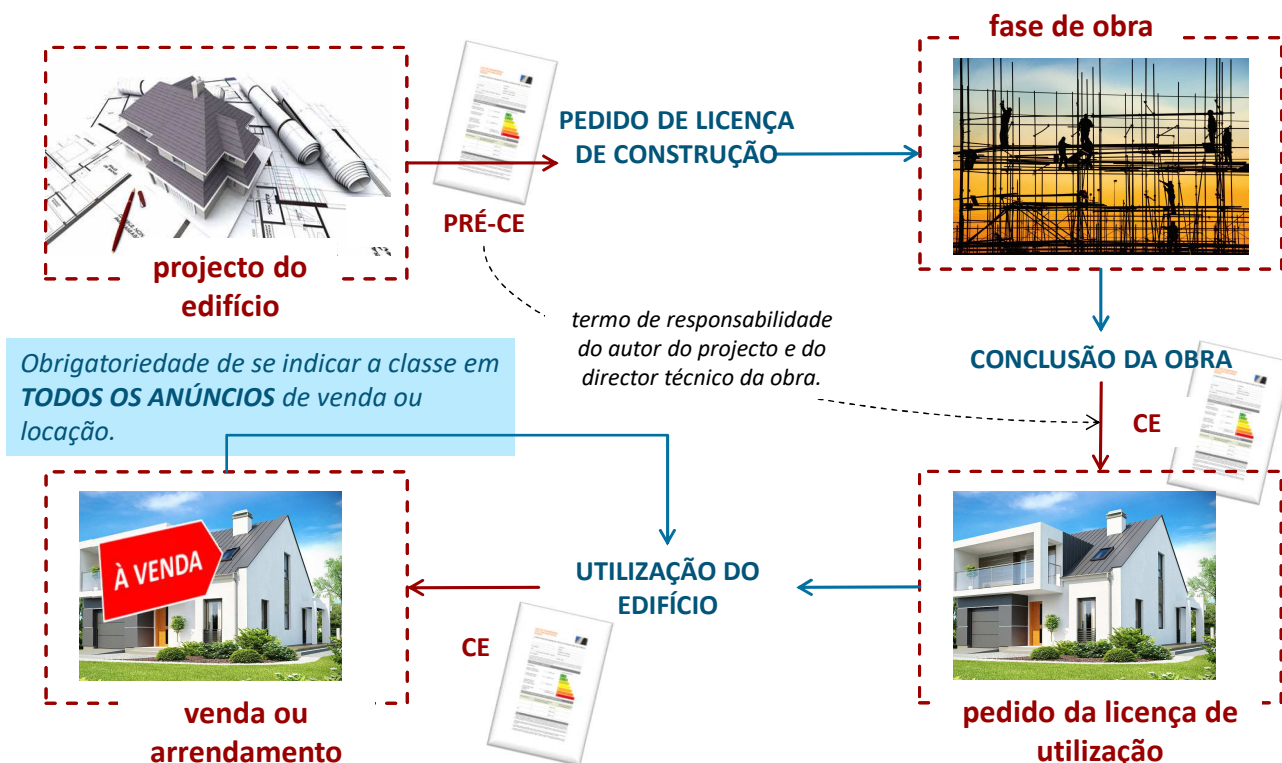 fase de obra
PEDIDO DE LICENÇA
DE CONSTRUÇÃO
PRÉ-CE
projecto do
edifício
termo de responsabilidade
do autor do projecto e do
director técnico da obra.
CONCLUSÃO DA OBRA
CE
Obrigatoriedade de se indicar a classe em
TODOS OS ANÚNCIOS de venda ou
locação.
À VENDA
UTILIZAÇÃO DO
EDIFÍCIO
CE
venda ou
arrendamento
pedido da licença de
utilização